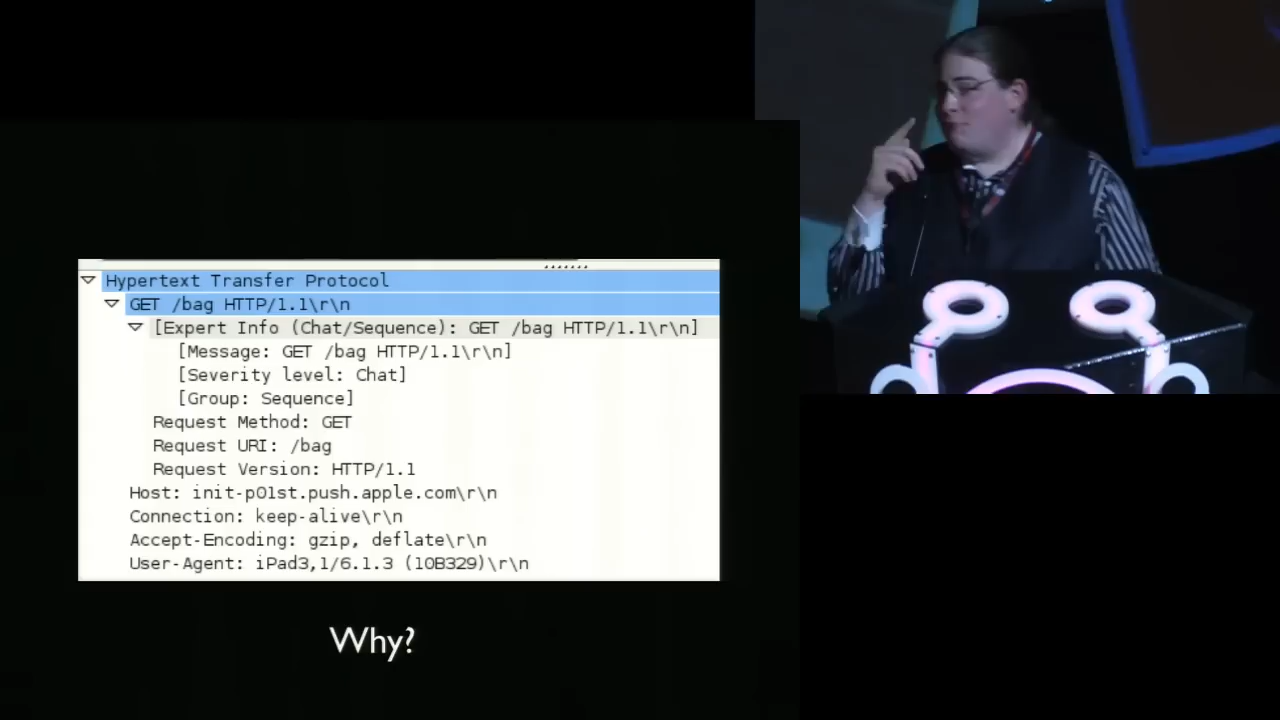 Hypertext Transfer Protocol
GET /bag HTTP/1.1\r\n
[Expert Info (Chat/Sequence): GET /bag HTTP/1.1\r\n]
[Message: GET /bag HTTP/1.1\r\n]
[Severity level: Chat]
[Group: Sequence]
Request Method: GET
Request URI: /bag
Request Version: HTTP/1.1
Host: init-p01st.push.apple.com\r\n
Connection: keep-alive\r\n
Accept-Encoding: gzip, deflate\r\n
User-Agent: iPad3,1/6.1.3 (10B329)\r\n
Why?